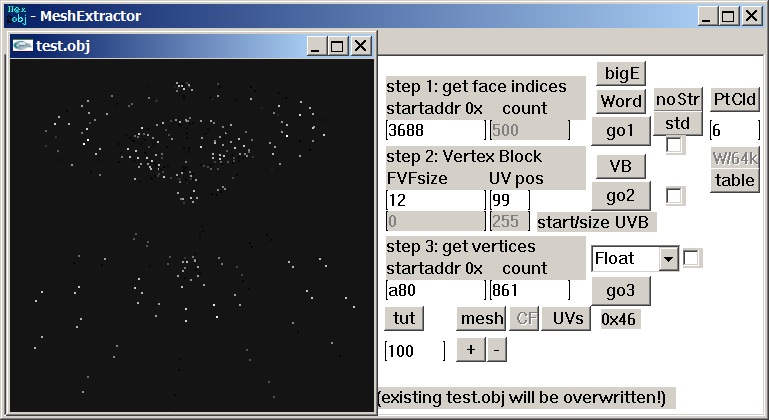 Hex
obj - MeshExtractor
test.obj
bigE
step 1: get face indices
startaddr 0x count
Word
noStr
PtCld
3688
500
go1
std
6
step 2: Vertex Block
FVFsize UV pos
VB
W/64k
table
12
99
go2
0
255
start/size UVB
step 3: get vertices
startaddr 0x count
Float
a80
861
go3
tut
mesh
CF
UVs
0x46
100
+
-
(existing test.obj will be overwritten!)